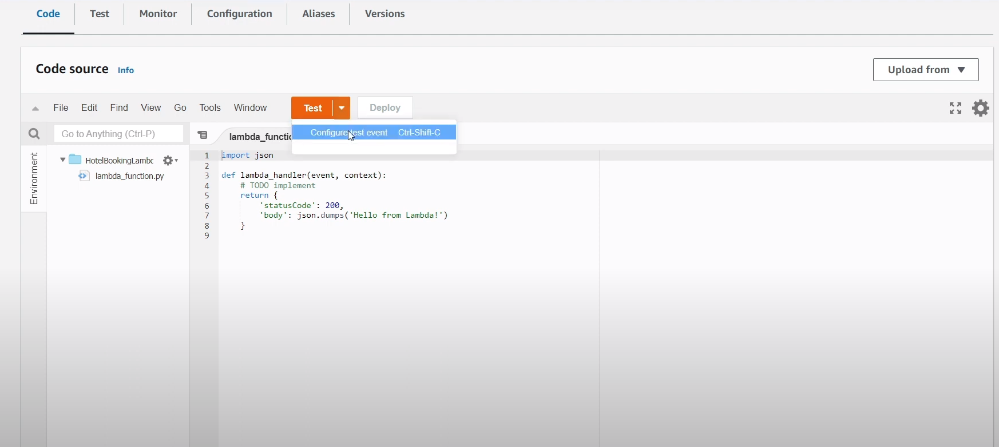 Code Test Monitor Configuration Aliases Versions
Code source Info
Upload from
File Edit Find View Go Tools Window Test Deploy
Configure test event Ctrl-Shift-C
Go to Anything (Ctrl-P)
lambda_functic
Environment
HotelBookingLambc
lambda_function.py
1 import json
2
3 def lambda_handler(event, context):
4 # TODO implement
5 return {
6 'statusCode': 200,
7 'body': json.dumps('Hello from Lambda!')
8 }
9